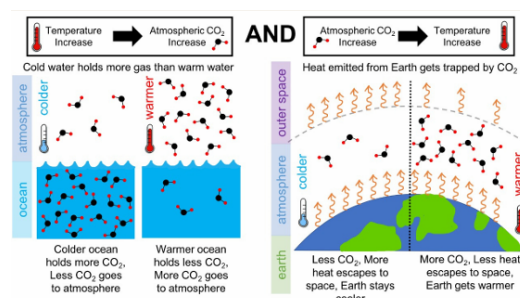 Temperature
Increase
Atmospheric CO₂
Increase
AND
Atmospheric CO₂
Increase
Temperature
Increase
Cold water holds more gas than warm water
Heat emitted from Earth gets trapped by CO₂
atmosphere
colder
warmer
ocean
Colder ocean
holds more CO₂,
Less CO₂ goes
to atmosphere
Warmer ocean
holds less CO₂,
More CO₂ goes
to atmosphere
outer space
atmosphere
earth
colder
warmer
Less CO₂, More
heat escapes to
space, Earth stays
cooler
More CO₂, Less heat
escapes to space,
Earth gets warmer